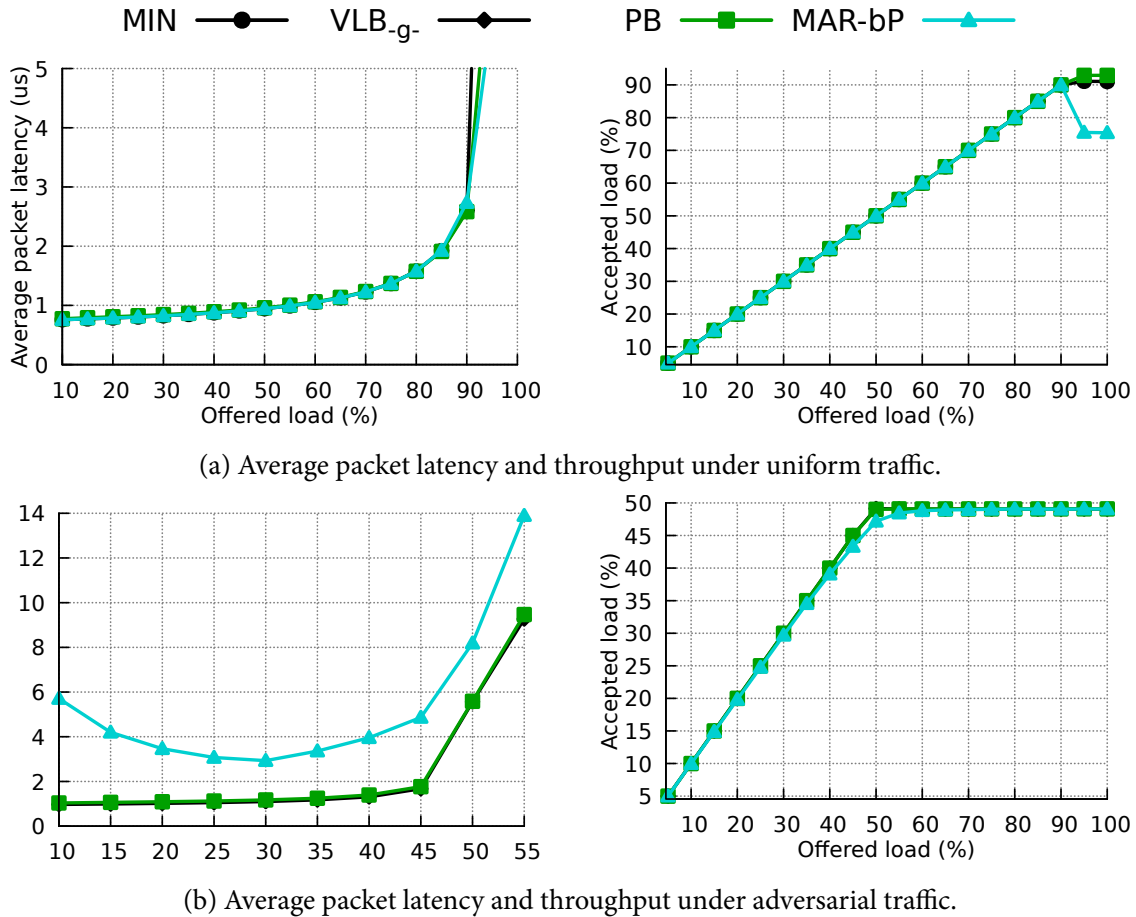 MIN VLB-g- PB MAR-bP
Average packet latency (us)
5
4
3
2
1
0
10 20 30 40 50 60 70 80 90 100
Offered load (%)
Accepted load (%)
90
80
70
60
50
40
30
20
10
10 20 30 40 50 60 70 80 90 100
Offered load (%)
(a) Average packet latency and throughput under uniform traffic.
14
12
10
8
6
4
2
0
10 15 20 25 30 35 40 45 50 55
Accepted load (%)
50
45
40
35
30
25
20
15
10
5
10 20 30 40 50 60 70 80 90 100
Offered load (%)
(b) Average packet latency and throughput under adversarial traffic.